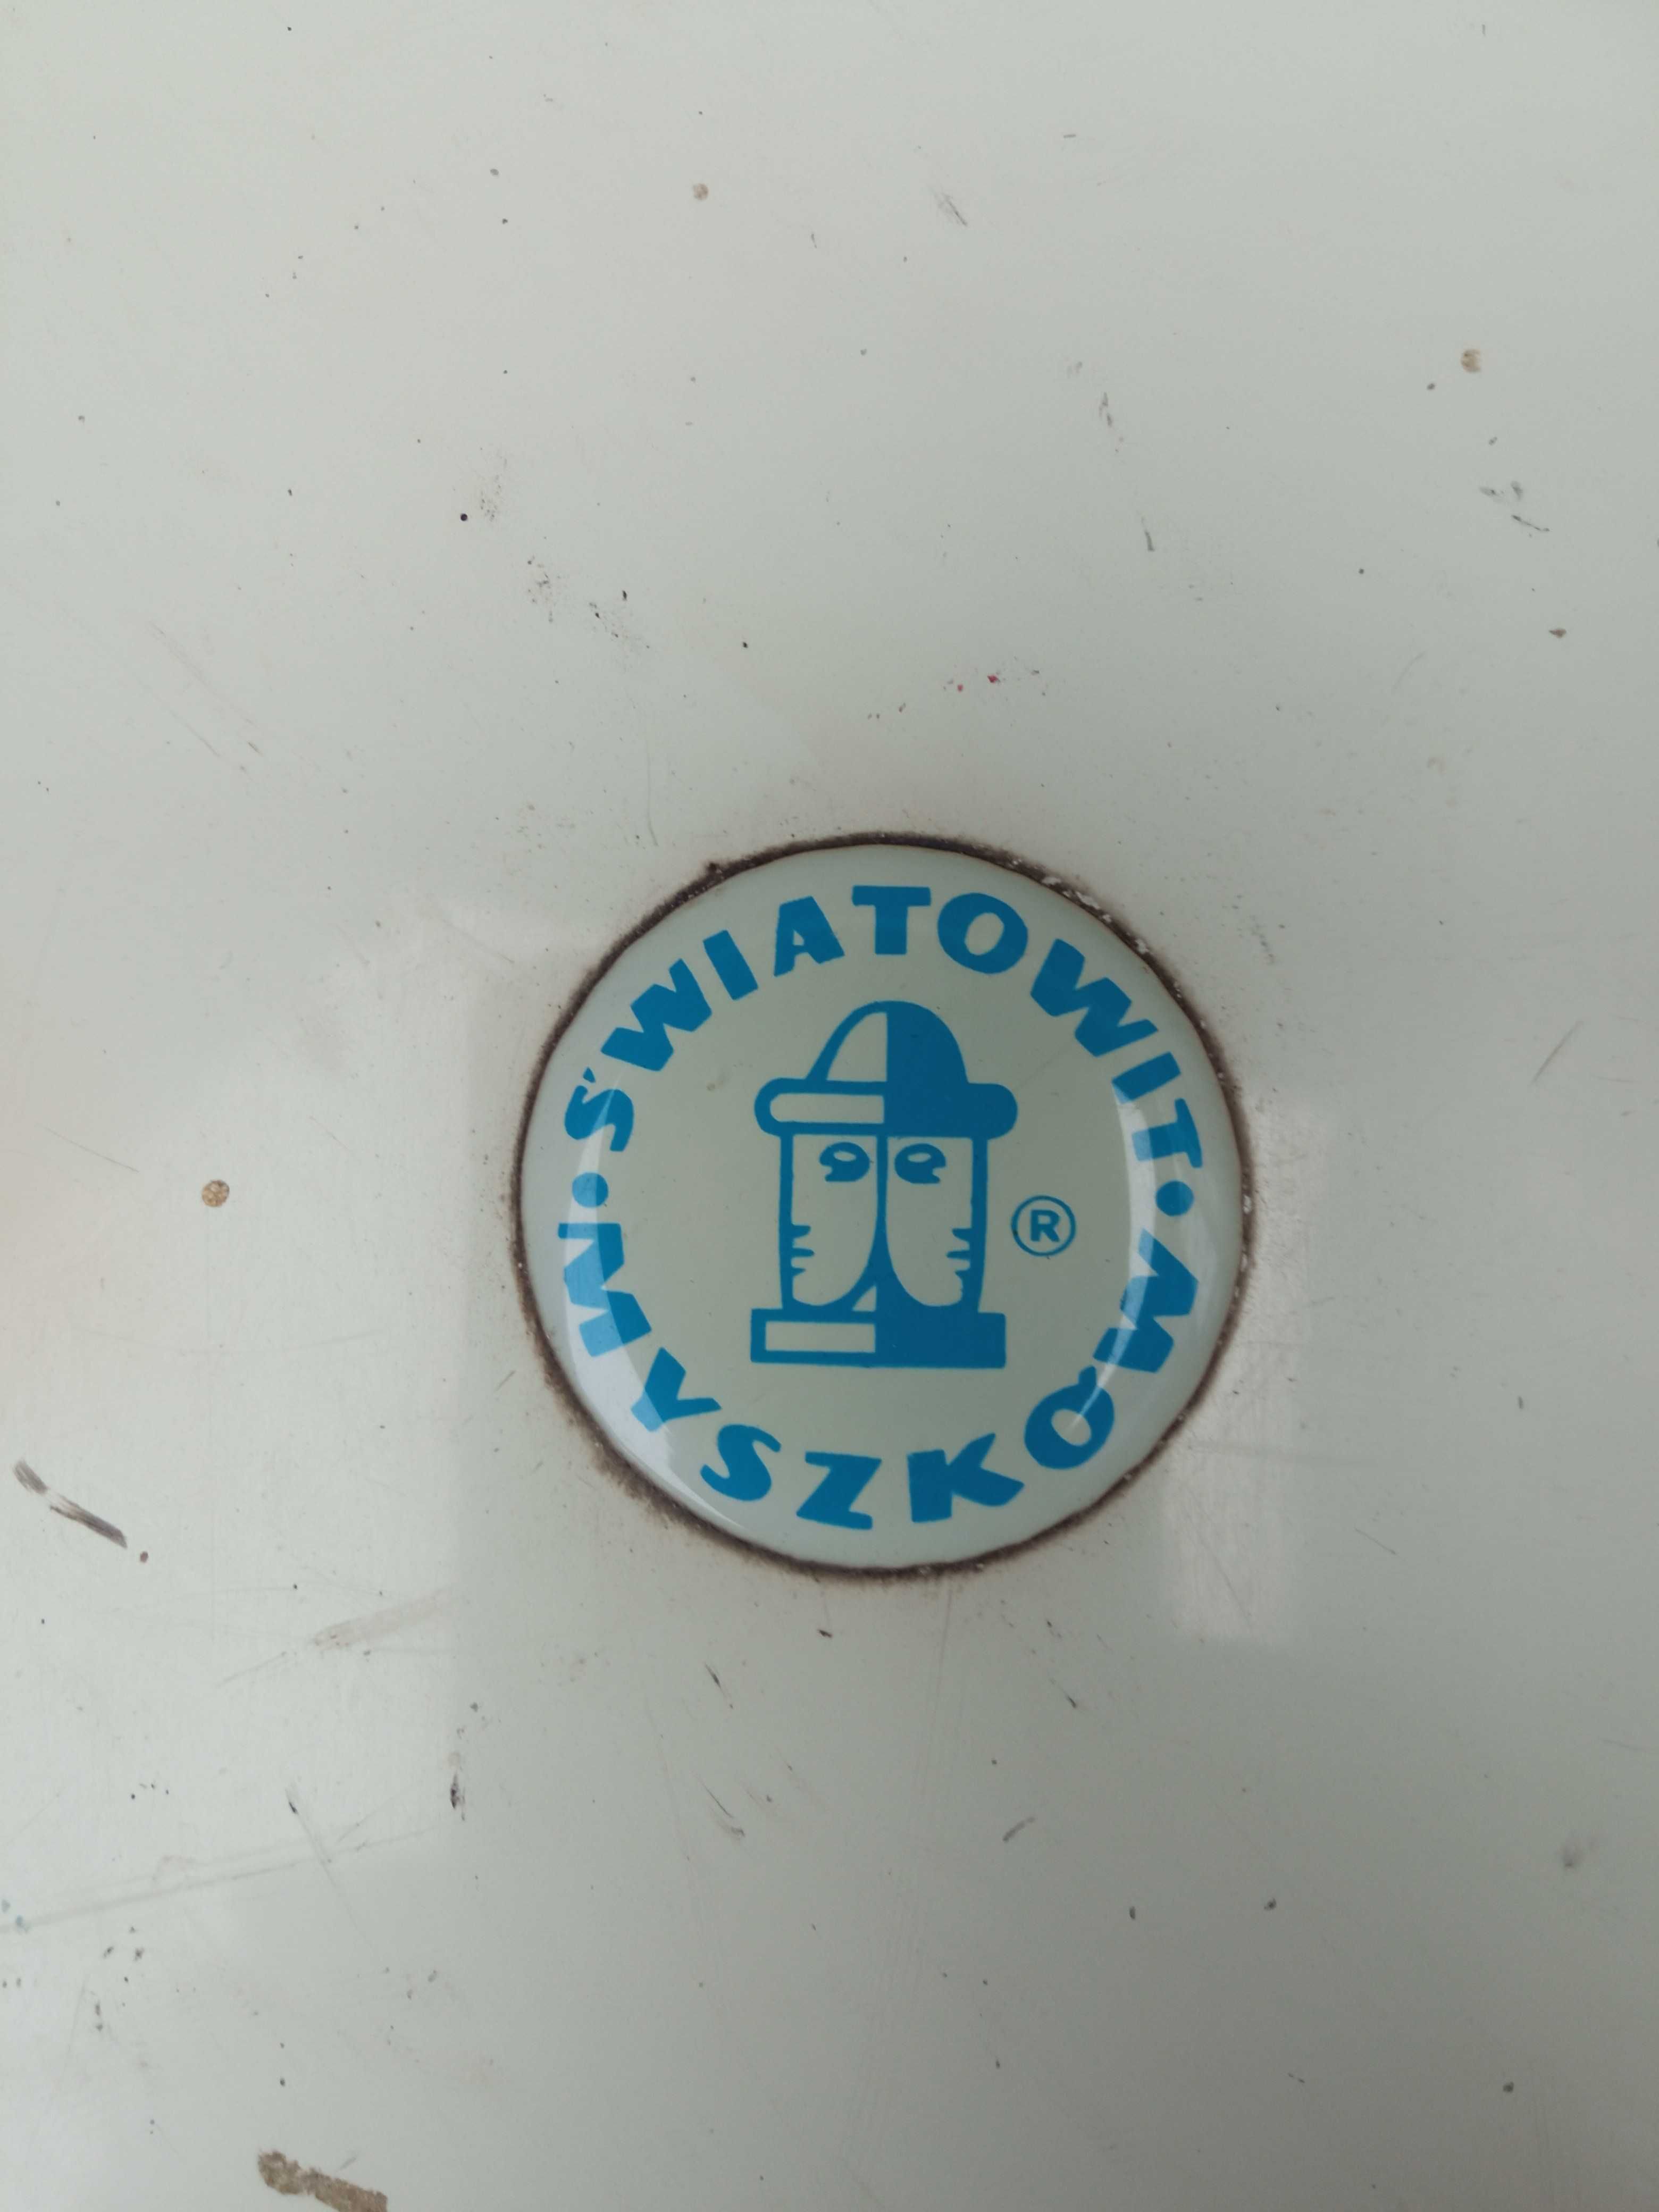 ŚWIATOWIT • MYSZKÓW •
®